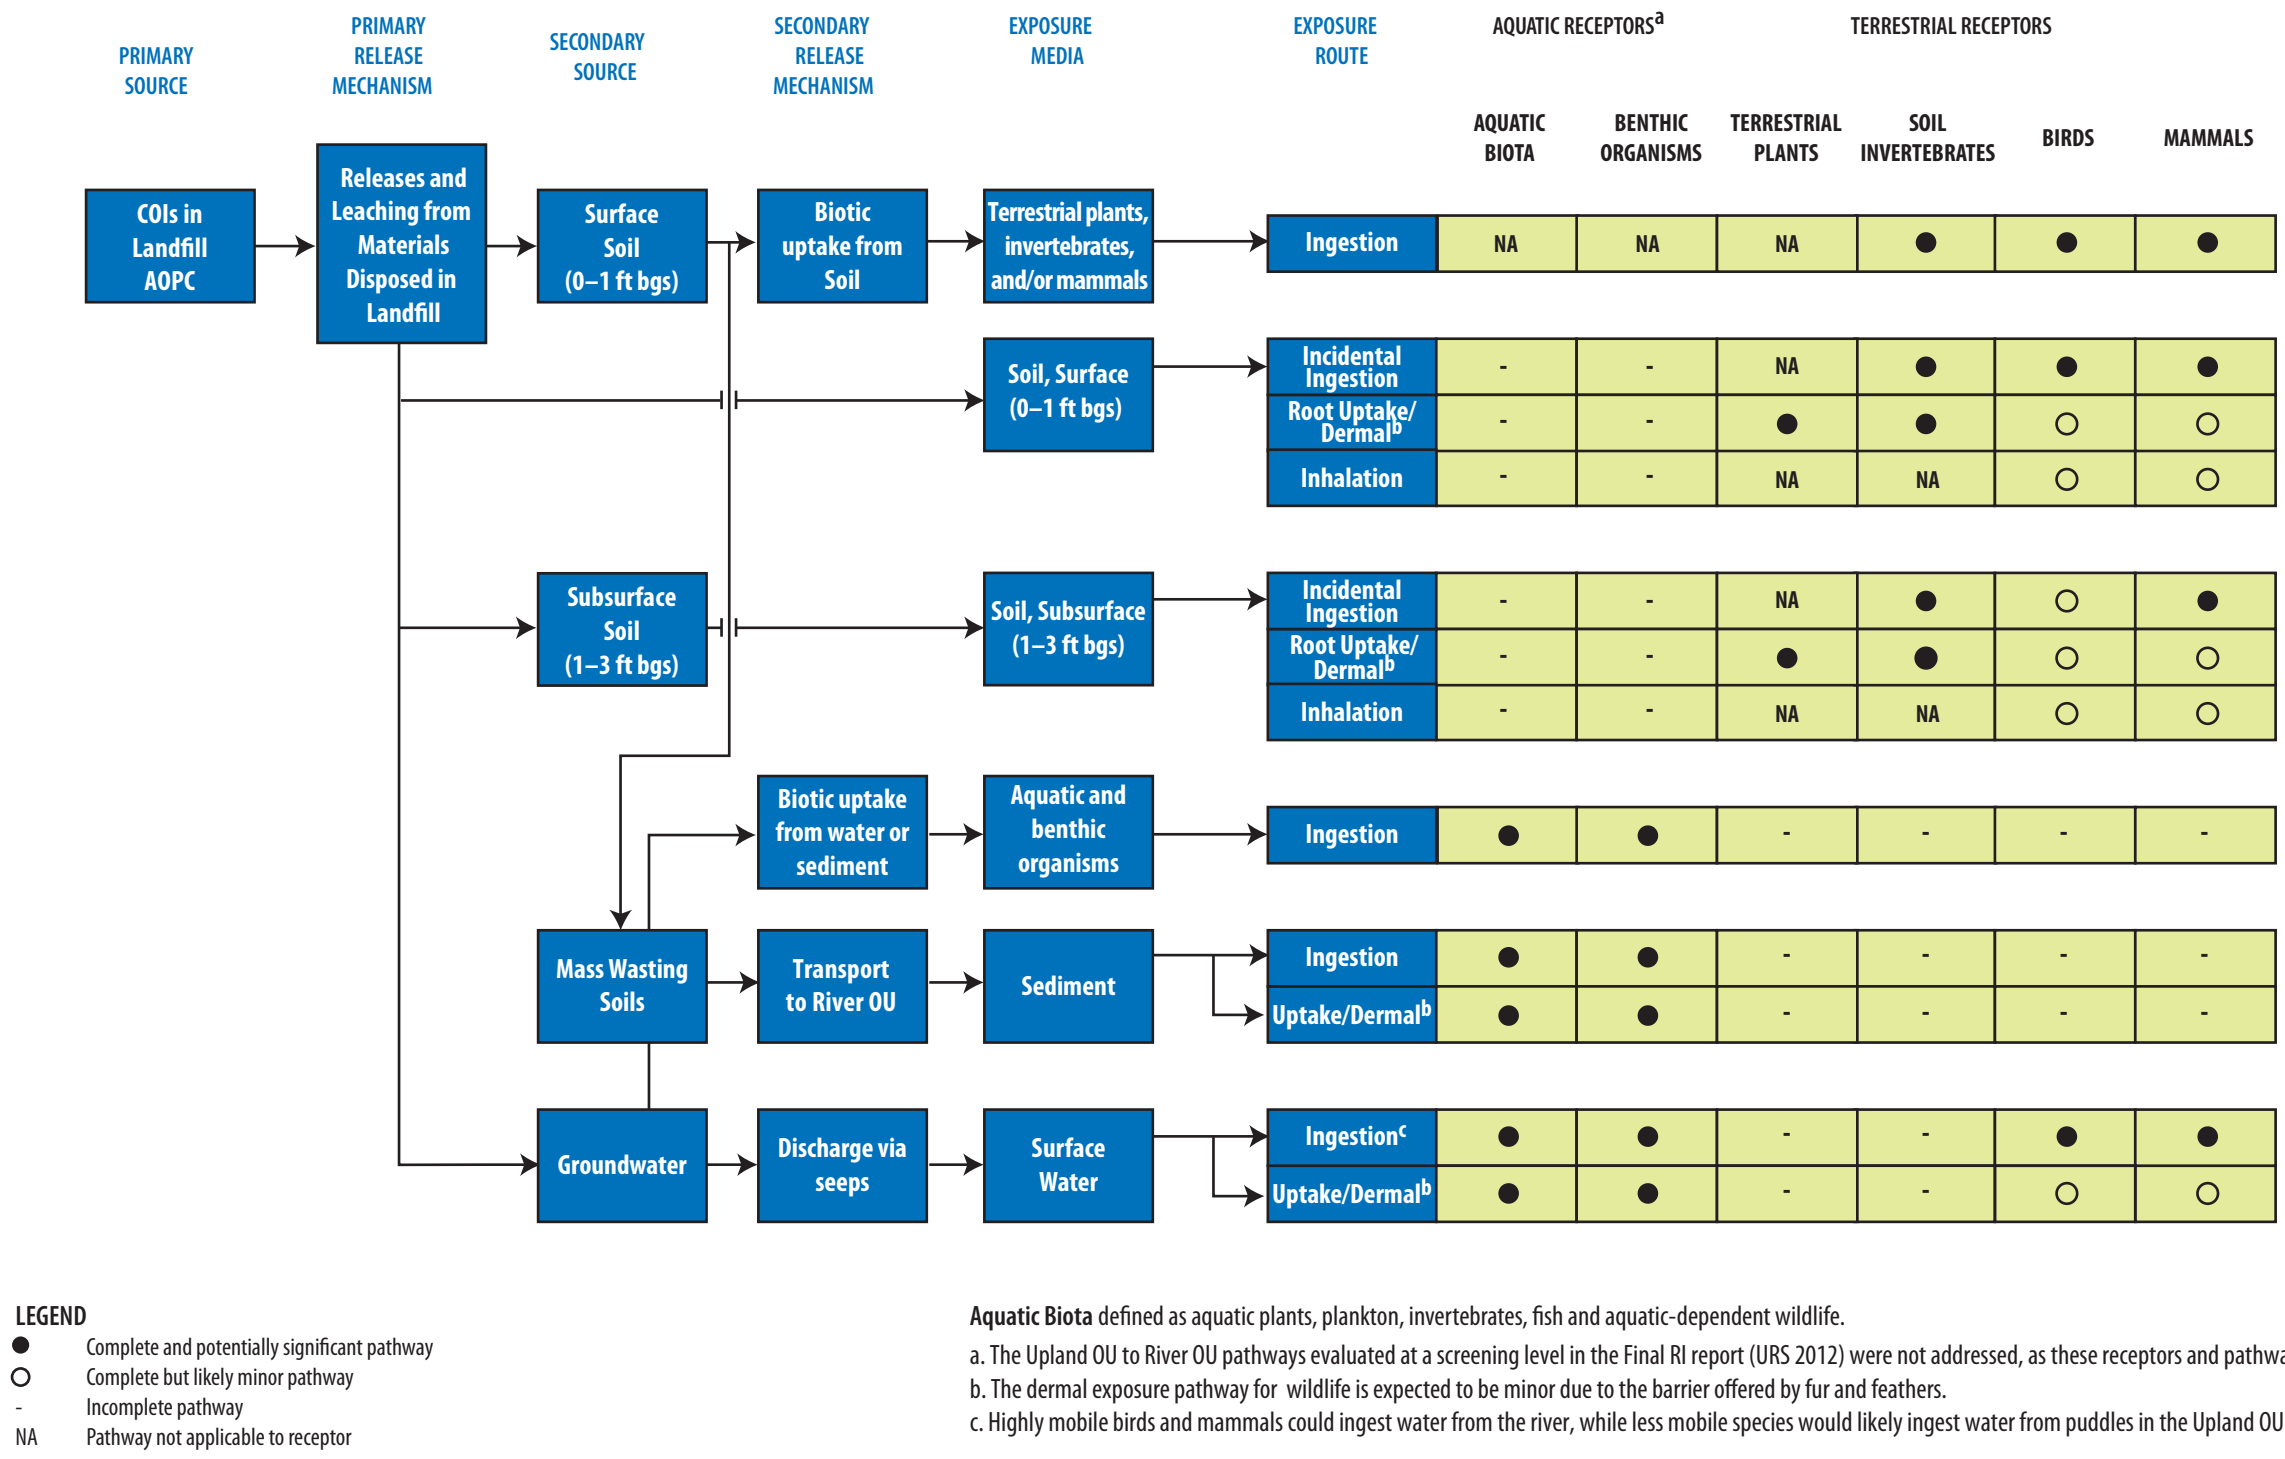 PRIMARY
SOURCE
PRIMARY
RELEASE
MECHANISM
SECONDARY
SOURCE
SECONDARY
RELEASE
MECHANISM
EXPOSURE
MEDIA
EXPOSURE
ROUTE
AQUATIC RECEPTORSa
TERRESTRIAL RECEPTORS
AQUATIC
BIOTA
BENTHIC
ORGANISMS
TERRESTRIAL
PLANTS
SOIL
INVERTEBRATES
BIRDS
MAMMALS
COIs in
Landfill
AOPC
Releases and
Leaching from
Materials
Disposed in
Landfill
Surface
Soil
(0–1 ft bgs)
Biotic
uptake from
Soil
Terrestrial plants,
invertebrates,
and/or mammals
Ingestion
NA NA NA ● ● ●
Soil, Surface
(0–1 ft bgs)
Incidental
Ingestion
- - NA ● ● ●
Root Uptake/
Dermalb
- - ● ● ○ ○
Inhalation
- - NA NA ○ ○
Subsurface
Soil
(1–3 ft bgs)
Soil, Subsurface
(1–3 ft bgs)
Incidental
Ingestion
- - NA ● ○ ●
Root Uptake/
Dermalb
- - ● ● ○ ○
Inhalation
- - NA NA ○ ○
Biotic uptake
from water or
sediment
Aquatic and
benthic
organisms
Ingestion
● ● - - - -
Mass Wasting
Soils
Transport
to River OU
Sediment
Ingestion
● ● - - - -
Uptake/Dermalb
● ● - - - -
Groundwater
Discharge via
seeps
Surface
Water
Ingestionc
● ● - - ● ●
Uptake/Dermalb
● ● - - ○ ○
LEGEND
● Complete and potentially significant pathway
○ Complete but likely minor pathway
- Incomplete pathway
NA Pathway not applicable to receptor
Aquatic Biota defined as aquatic plants, plankton, invertebrates, fish and aquatic-dependent wildlife.
a. The Upland OU to River OU pathways evaluated at a screening level in the Final RI report (URS 2012) were not addressed, as these receptors and
b. The dermal exposure pathway for wildlife is expected to be minor due to the barrier offered by fur and feathers.
c. Highly mobile birds and mammals could ingest water from the river, while less mobile species would likely ingest water from puddles in the Upland OU